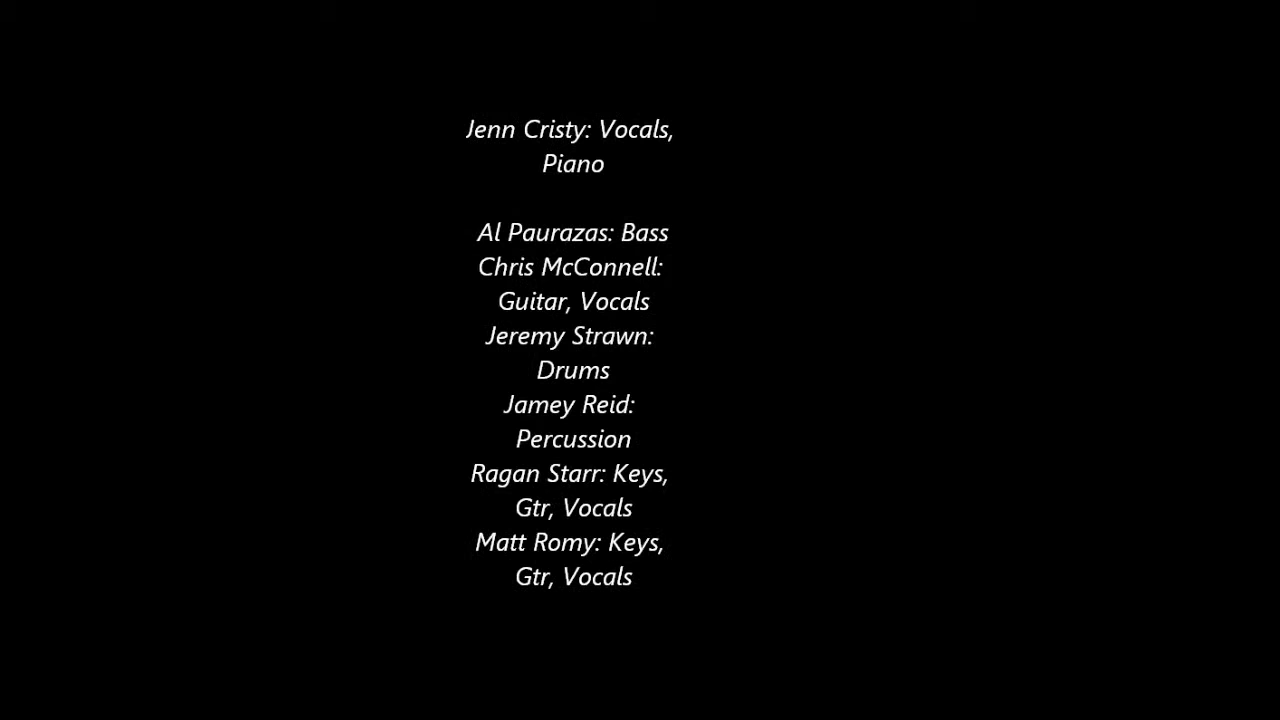 Jenn Cristy: Vocals,
Piano
Al Paurazas: Bass
Chris McConnell:
Guitar, Vocals
Jeremy Strawn:
Drums
Jamey Reid:
Percussion
Ragan Starr: Keys,
Gtr, Vocals
Matt Romy: Keys,
Gtr, Vocals